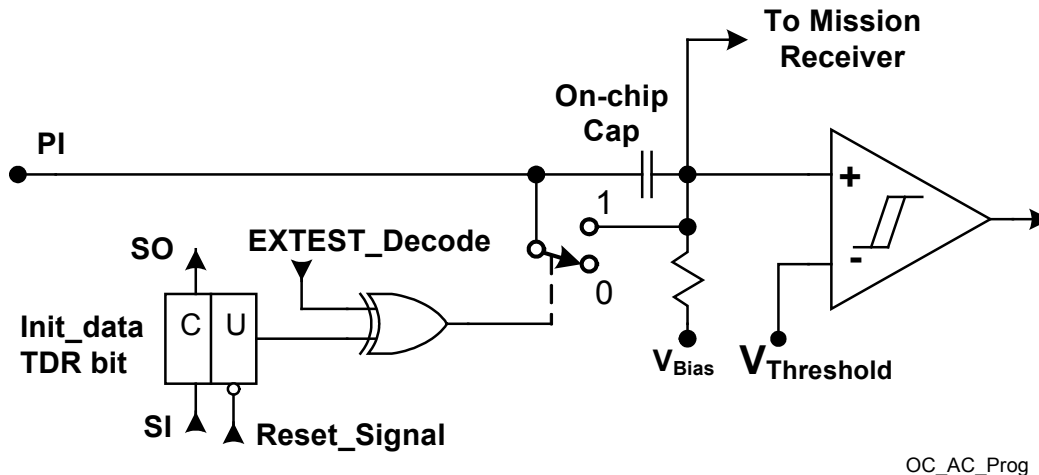 To Mission
Receiver
On-chip
Cap
PI
+
1
SO
EXTEST_Decode
-
0
Init_data
TDR bit
C
U
VBias
VThreshold
SI
Reset_Signal
OC_AC_Prog